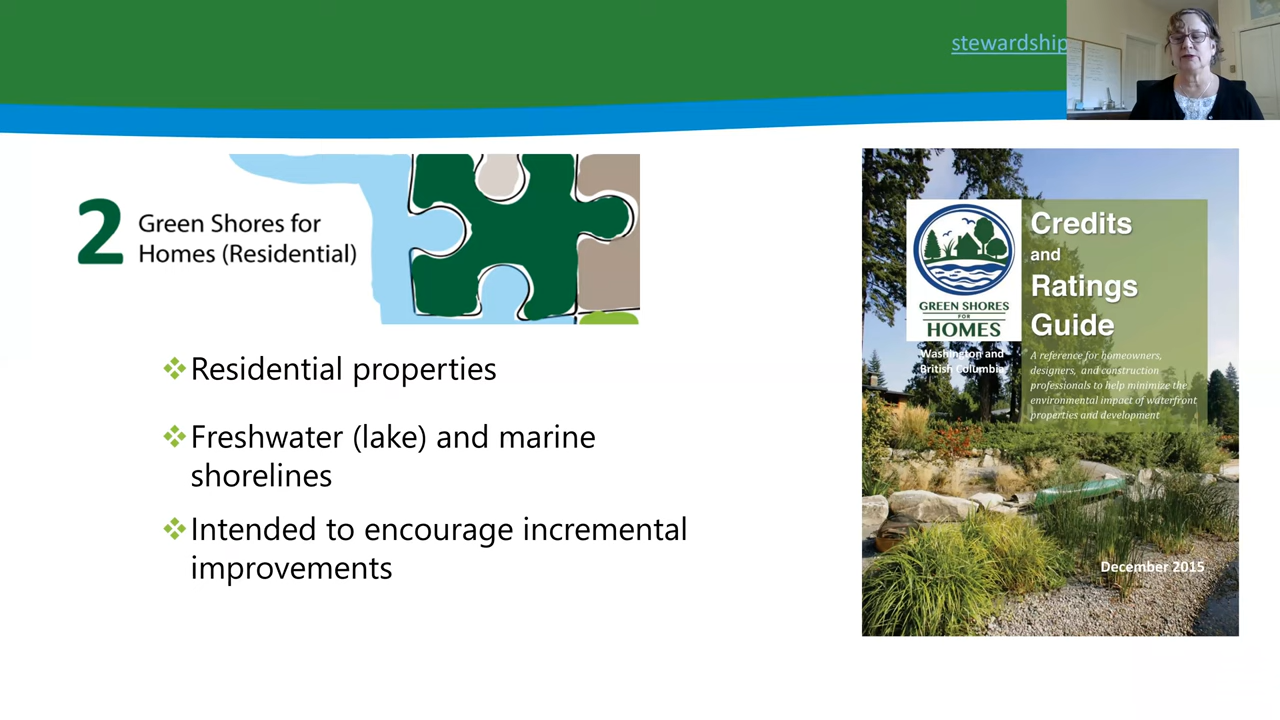 stewardship
2
Green Shores for
Homes (Residential)
Residential properties
Freshwater (lake) and marine
shorelines
Intended to encourage incremental
improvements
GREEN SHORES
FOR
HOMES
Washington and
British Columbia
Credits
and
Ratings
Guide
A reference for homeowners,
designers, and construction
professionals to help minimize the
environmental impact of waterfront
properties and development
December 2015